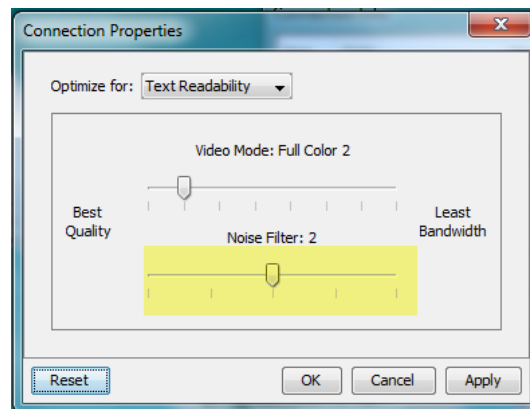 Connection Properties
Optimize for: Text Readability
Video Mode: Full Color 2
Best Quality
Least Bandwidth
Noise Filter: 2
Reset OK Cancel Apply